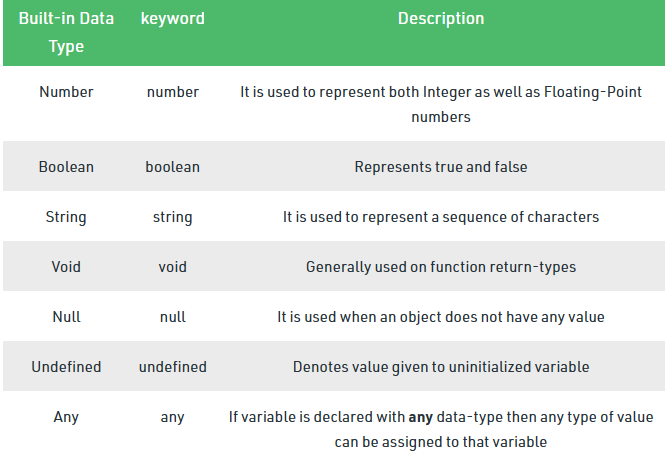 Built-in Data keyword Description
Type
Number number It is used to represent both Integer as well as Floating-Point
numbers
Boolean boolean Represents true and false
String string It is used to represent a sequence of characters
Void void Generally used on function return-types
Null null It is used when an object does not have any value
Undefined undefined Denotes value given to uninitialized variable
Any any If variable is declared with any data-type then any type of value
can be assigned to that variable